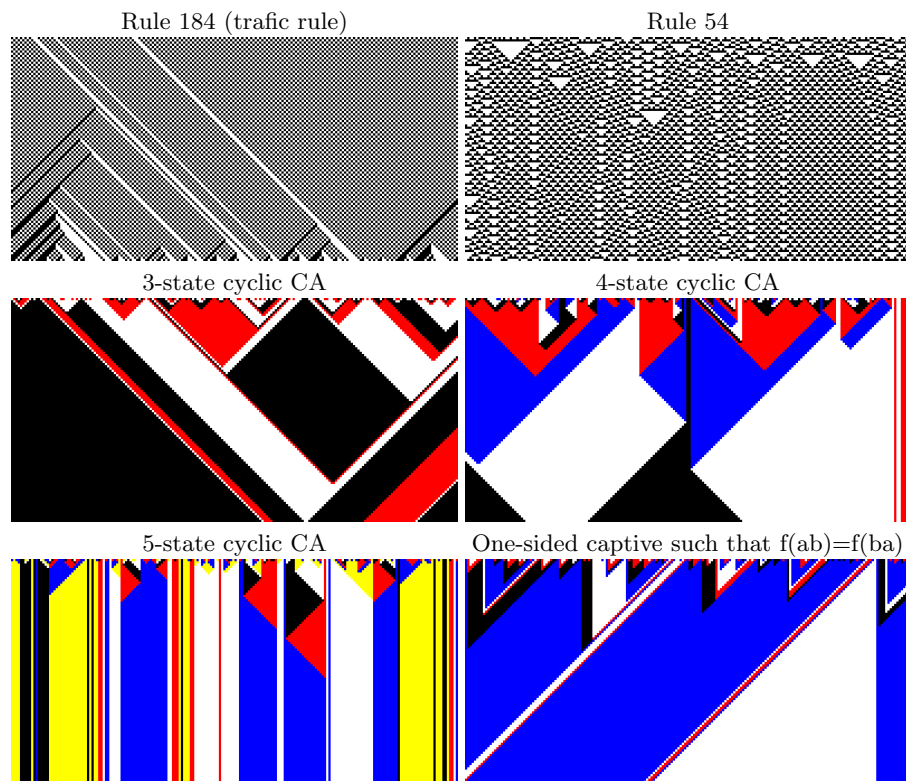 Rule 184 (trafic rule)
Rule 54
3-state cyclic CA
4-state cyclic CA
5-state cyclic CA
One-sided captive such that f(ab)=f(ba)